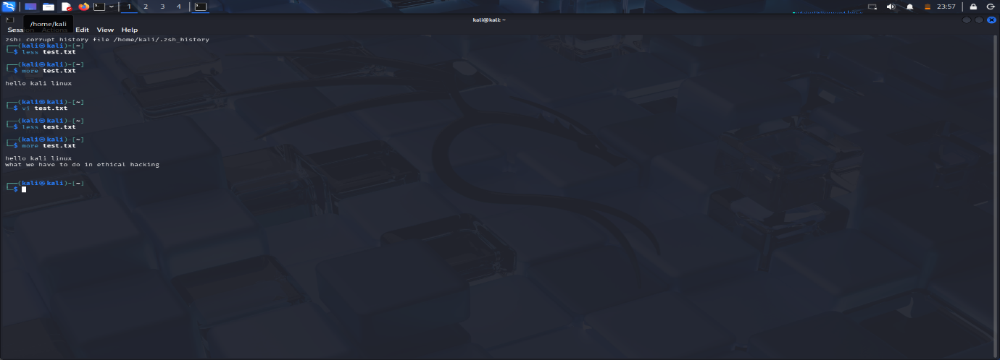 1 2 3 4
23:57
/home/kali
kali@kali: ~
Session Actions Edit View Help
zsh: corrupt history file /home/kali/.zsh_history
┌──(kali㉿kali)-[~]
└─$ less test.txt
┌──(kali㉿kali)-[~]
└─$ more test.txt
hello kali linux
┌──(kali㉿kali)-[~]
└─$ vi test.txt
┌──(kali㉿kali)-[~]
└─$ less test.txt
┌──(kali㉿kali)-[~]
└─$ more test.txt
hello kali linux
what we have to do in ethical hacking
┌──(kali㉿kali)-[~]
└─$